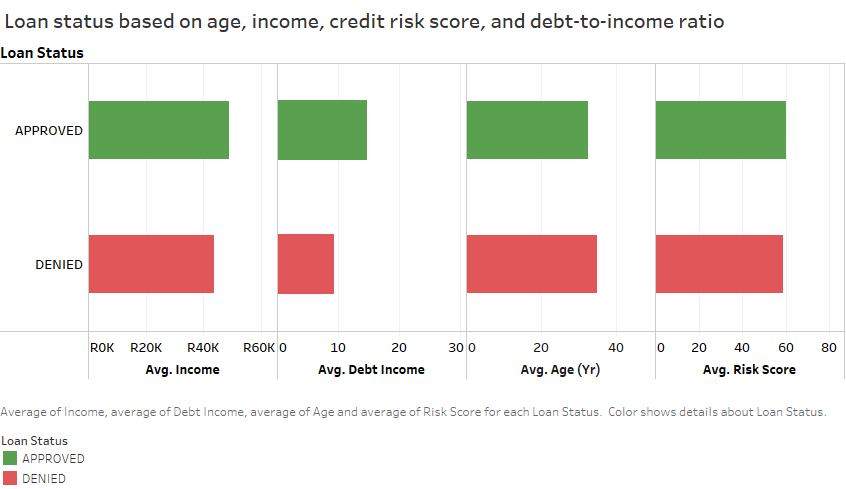 Loan status based on age, income, credit risk score, and debt-to-income ratio
Loan Status
APPROVED
DENIED
R0K R20K R40K R60K 0 10 20 30 0 20 40 0 20 40 60 80
Avg. Income Avg. Debt Income Avg. Age (Yr) Avg. Risk Score
Average of Income, average of Debt Income, average of Age and average of Risk Score for each Loan Status. Color shows details about Loan Status.
Loan Status
APPROVED
DENIED